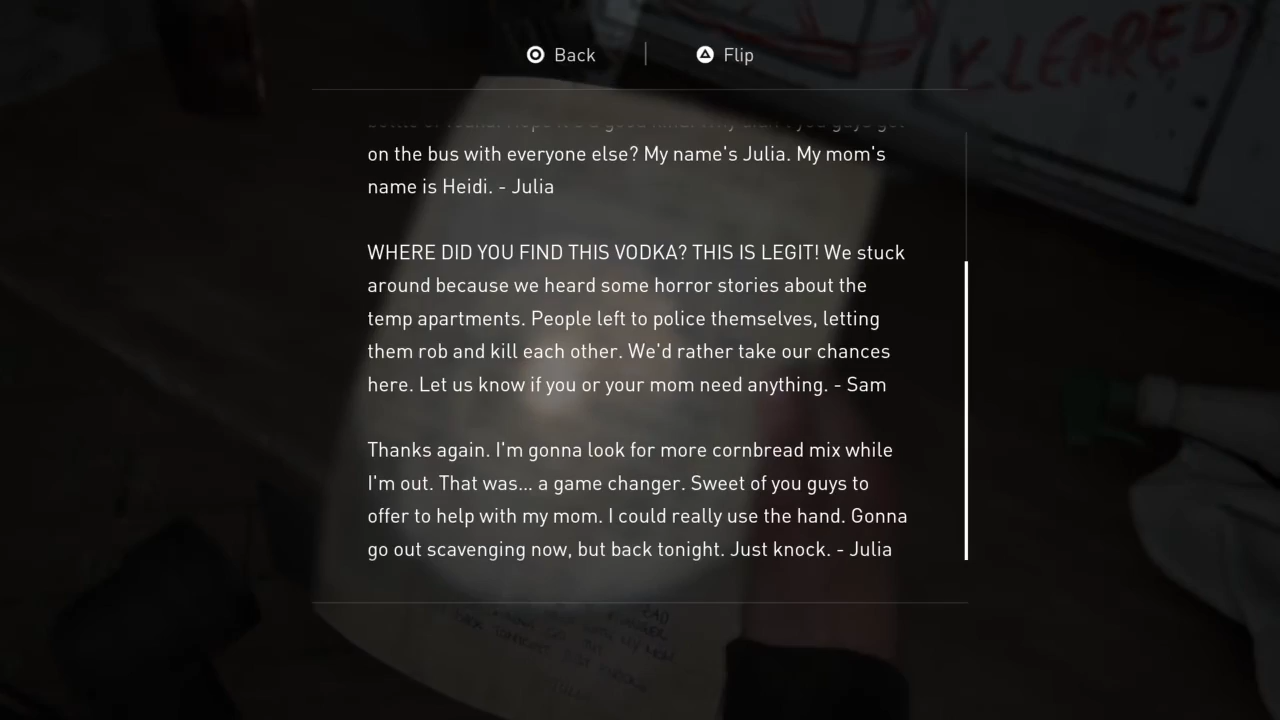 Back | Flip
Y LEARED
on the bus with everyone else? My name's Julia. My mom's
name is Heidi. - Julia
WHERE DID YOU FIND THIS VODKA? THIS IS LEGIT! We stuck
around because we heard some horror stories about the
temp apartments. People left to police themselves, letting
them rob and kill each other. We'd rather take our chances
here. Let us know if you or your mom need anything. - Sam
Thanks again. I'm gonna look for more cornbread mix while
I'm out. That was... a game changer. Sweet of you guys to
offer to help with my mom. I could really use the hand. Gonna
go out scavenging now, but back tonight. Just knock. - Julia